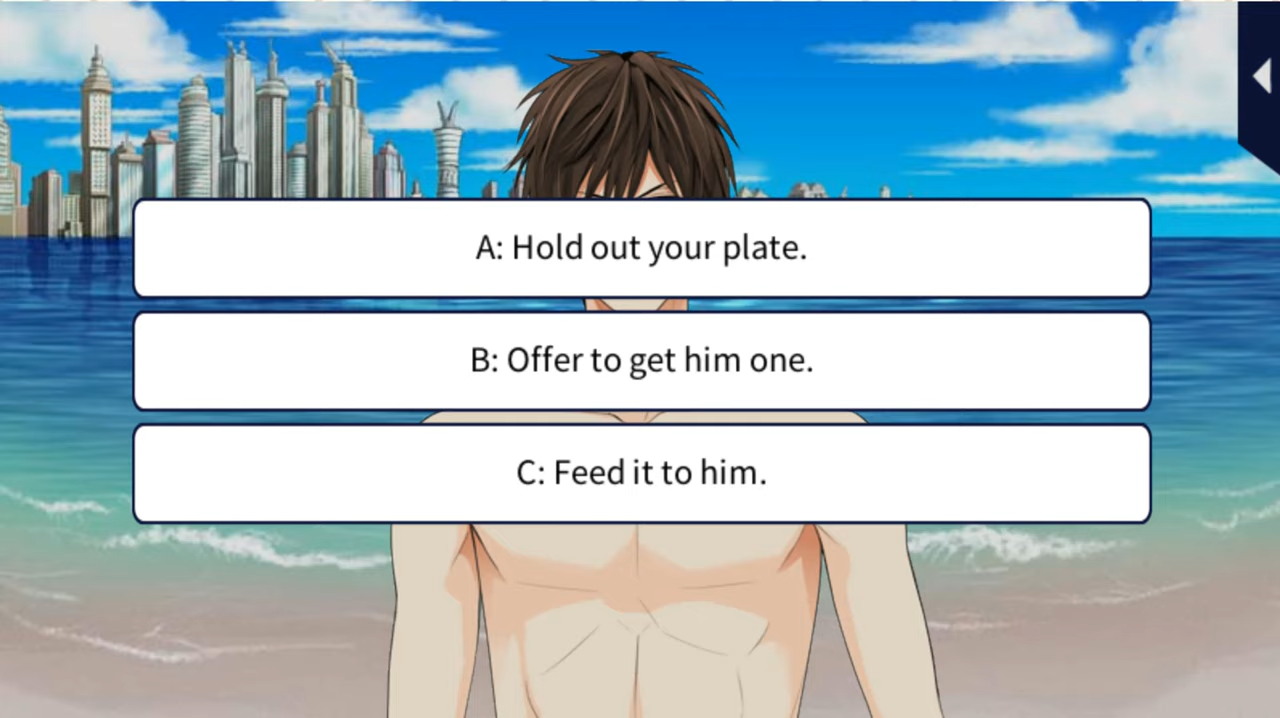 A: Hold out your plate.
B: Offer to get him one.
C: Feed it to him.